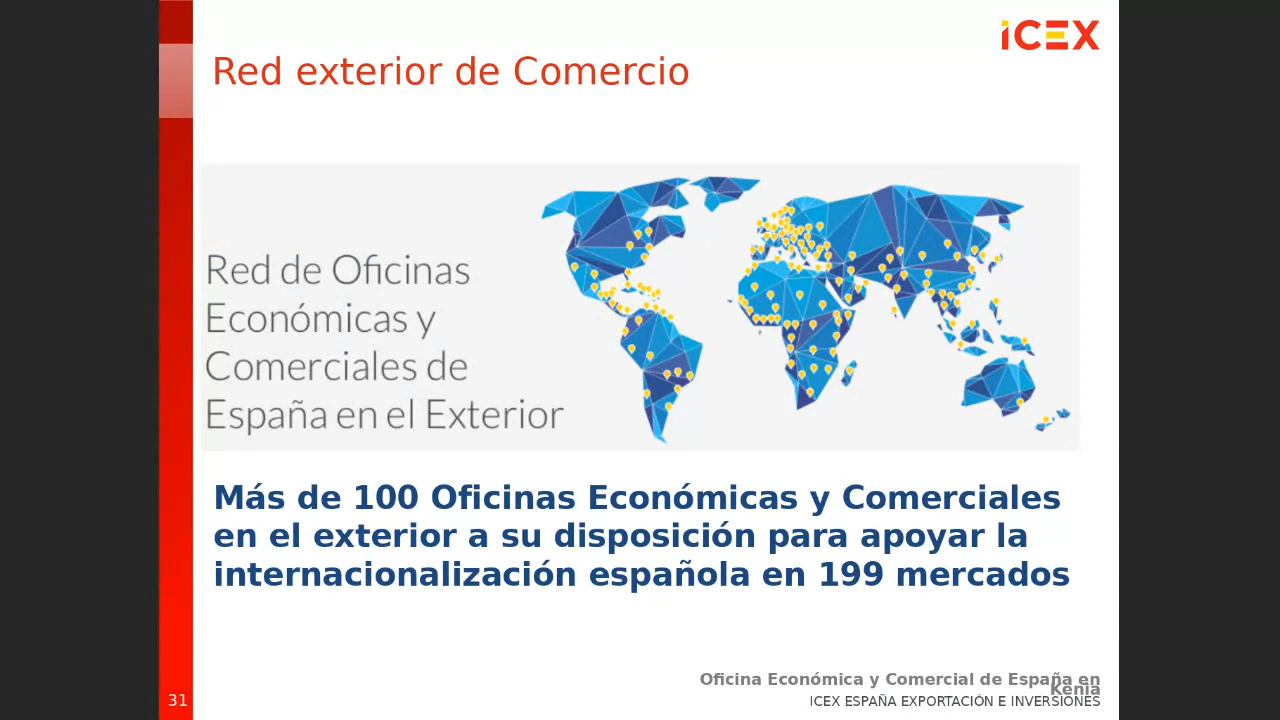 iCEX
Red exterior de Comercio
Red de Oficinas
Económicas y
Comerciales de
España en el Exterior
Más de 100 Oficinas Económicas y Comerciales
en el exterior a su disposición para apoyar la
internacionalización española en 199 mercados
Oficina Económica y Comercial de España en
Kenia
ICEX ESPAÑA EXPORTACIÓN E INVERSIONES
31